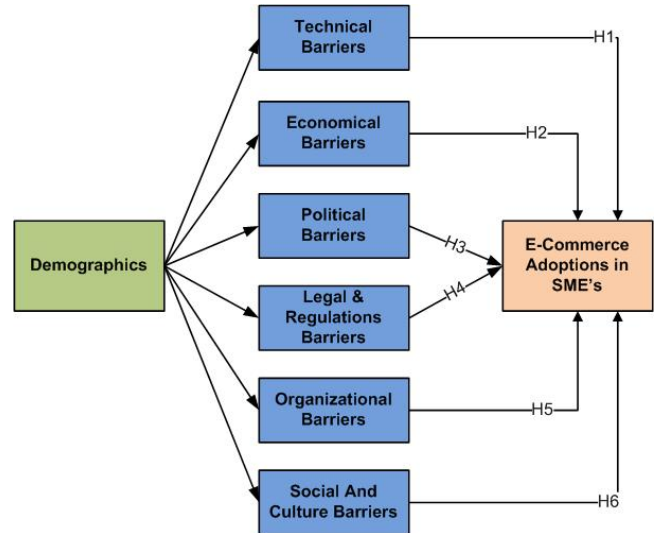 Technical
Barriers
H1
Economical
Barriers
H2
Political
Barriers
H3
Demographics
E-Commerce
Adoptions in
SME's
Legal &
Regulations
Barriers
H4
Organizational
Barriers
H5
Social And
Culture Barriers
H6